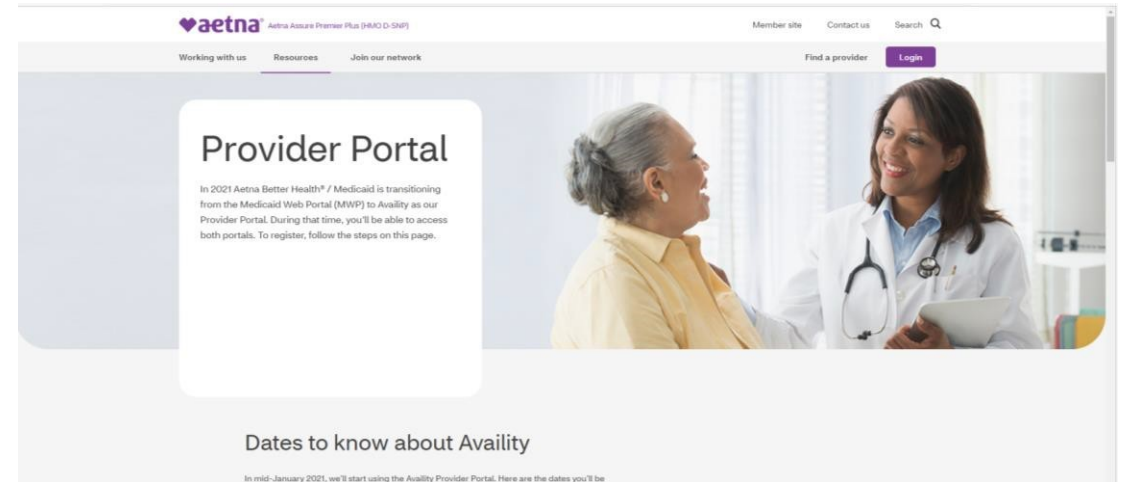 aetna® Aetna Assure Premier Plus (HMO D-SNP)
Member site Contact us Search
Working with us Resources Join our network
Find a provider Login
Provider Portal
In 2021 Aetna Better Health® / Medicaid is transitioning
from the Medicaid Web Portal (MWP) to Availity as our
Provider Portal. During that time, you'll be able to access
both portals. To register, follow the steps on this page.
Dates to know about Availity
In mid-January 2021, we'll start using the Availity Provider Portal. Here are the dates you'll be